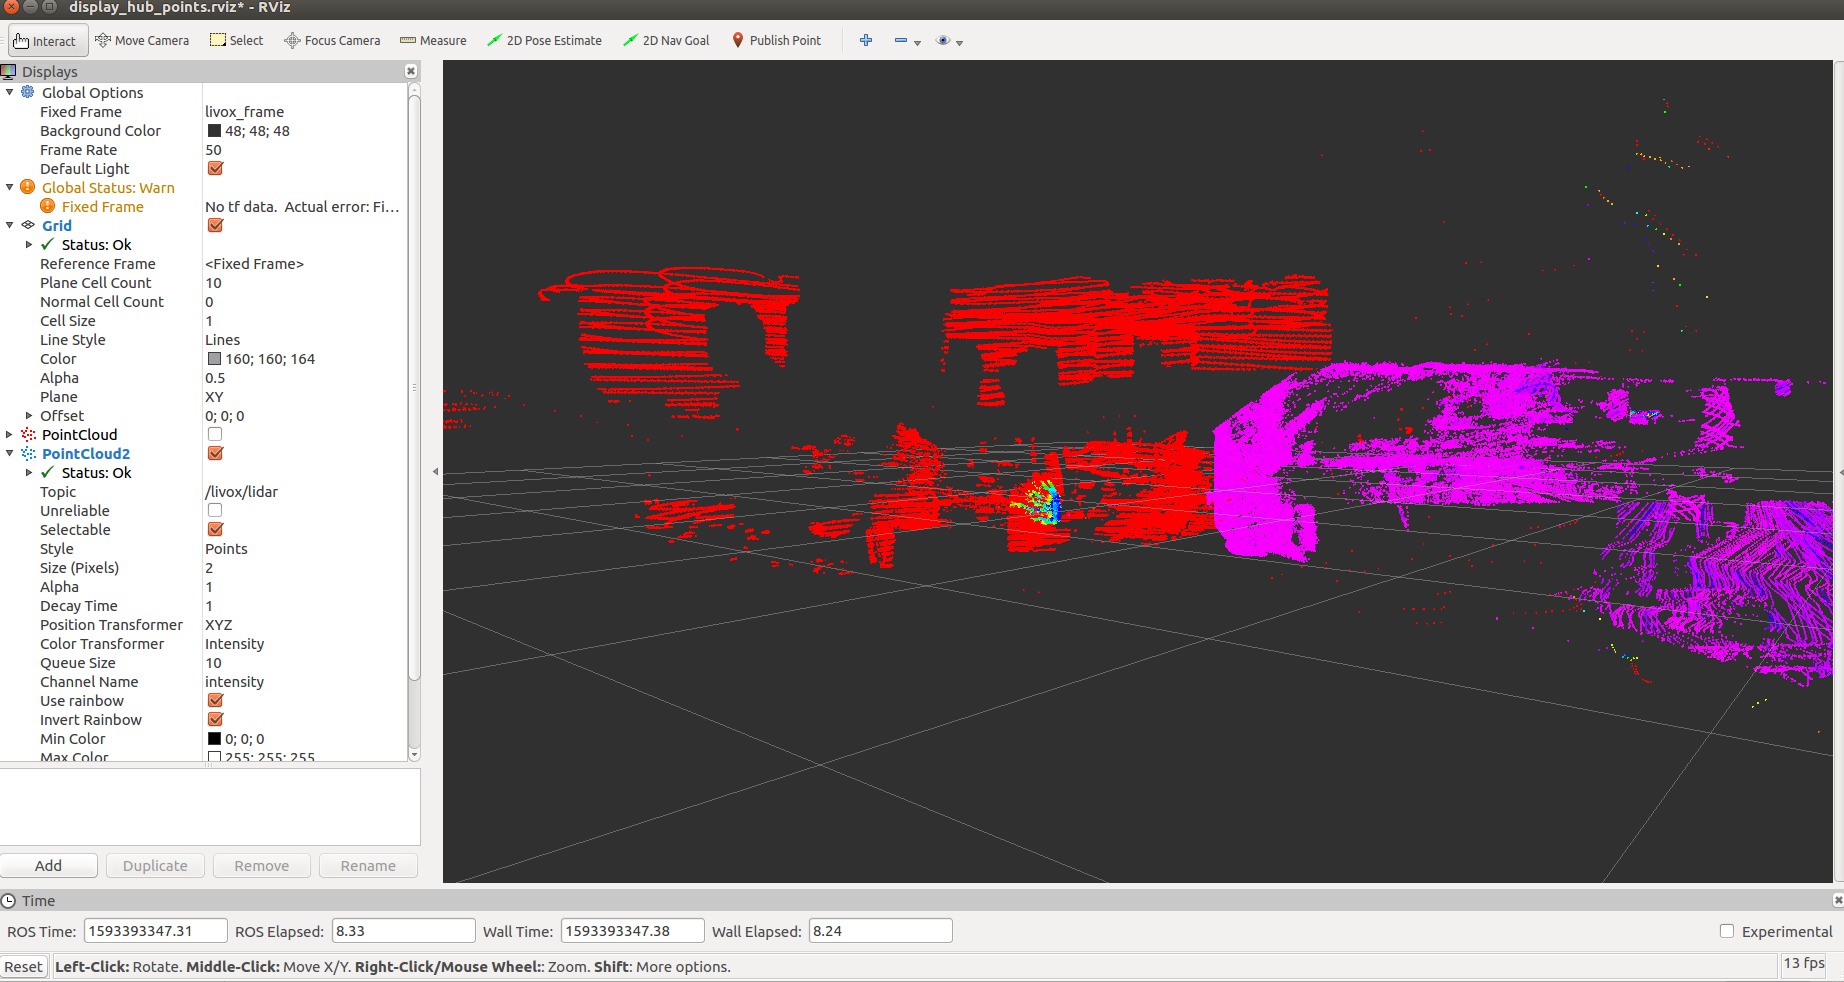 display_hub_points.rviz* - RViz
Interact Move Camera Select Focus Camera Measure 2D Pose Estimate 2D Nav Goal Publish Point
Displays
Global Options
Fixed Frame livox_frame
Background Color 48; 48; 48
Frame Rate 50
Default Light
Global Status: Warn
Fixed Frame No tf data.  Actual error: Fi...
Grid
Status: Ok
Reference Frame <Fixed Frame>
Plane Cell Count 10
Normal Cell Count 0
Cell Size 1
Line Style Lines
Color 160; 160; 164
Alpha 0.5
Plane XY
Offset 0; 0; 0
PointCloud
PointCloud2
Status: Ok
Topic /livox/lidar
Unreliable
Selectable
Style Points
Size (Pixels) 2
Alpha 1
Decay Time 1
Position Transformer XYZ
Color Transformer Intensity
Queue Size 10
Channel Name intensity
Use rainbow
Invert Rainbow
Min Color 0; 0; 0
Max Color 255; 255; 255
Add Duplicate Remove Rename
Time
ROS Time: 1593393347.31 ROS Elapsed: 8.33 Wall Time: 1593393347.38 Wall Elapsed: 8.24 Experimental
Reset Left-Click: Rotate. Middle-Click: Move X/Y. Right-Click/Mouse Wheel:: Zoom. Shift: More options. 13 fps